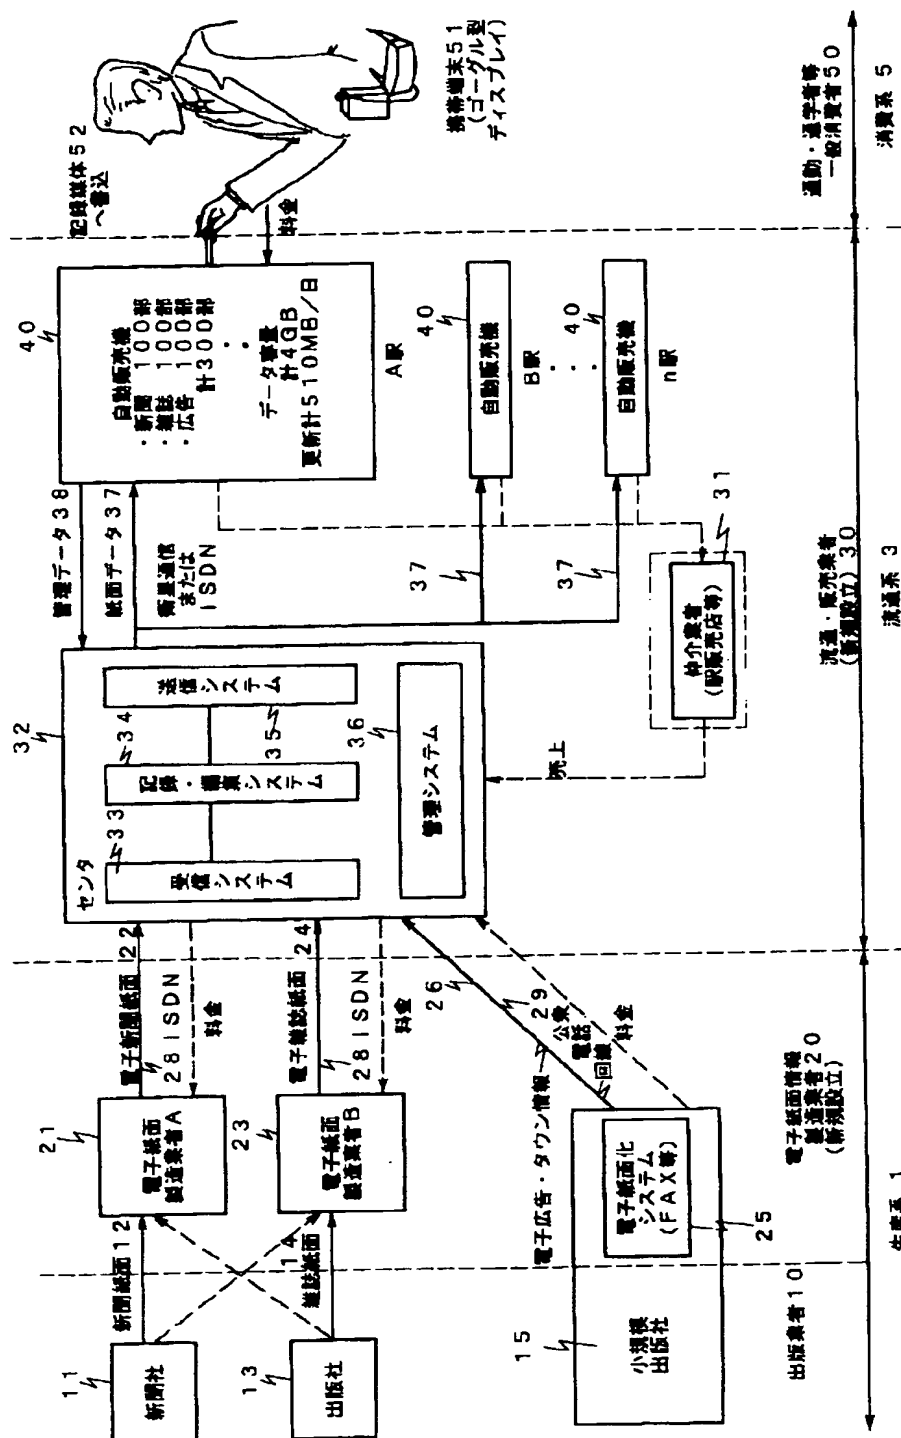 11
新聞社
13
出版社
新聞紙面12
14
雑誌紙面
15
小規模
出版社
21
電子紙面
製造業者A
23
電子紙面
製造業者B
電子紙面化
システム
(FAX等)
25
電子新聞紙面22
28ISDN
料金
電子雑誌紙面24
28ISDN
料金
電子広告・タウン情報
26
29
公衆
電話
回線
料金
32
センタ
33
受信システム
34
記録・編集システム
35
送信システム
36
管理システム
売上
管理データ38
紙面データ37
衛星通信
または
ISDN
37
37
仲介業者
(駅販売店等)
31
40
自動販売機
・新聞 100部
・雑誌 100部
・広告 100部
計300部
・
・
データ容量
計4GB
更新計510MB/日
A駅
40
自動販売機
B駅
・
・
40
自動販売機
n駅
記録媒体52
へ書込
料金
携帯端末51
(ゴーグル型
ディスプレイ)
出版業者10
電子紙面情報
製造業者20
(新規設立)
流通・販売業者
(新規設立)30
通勤・通学者等
一般消費者50
生産系 1
流通系 3
消費系 5